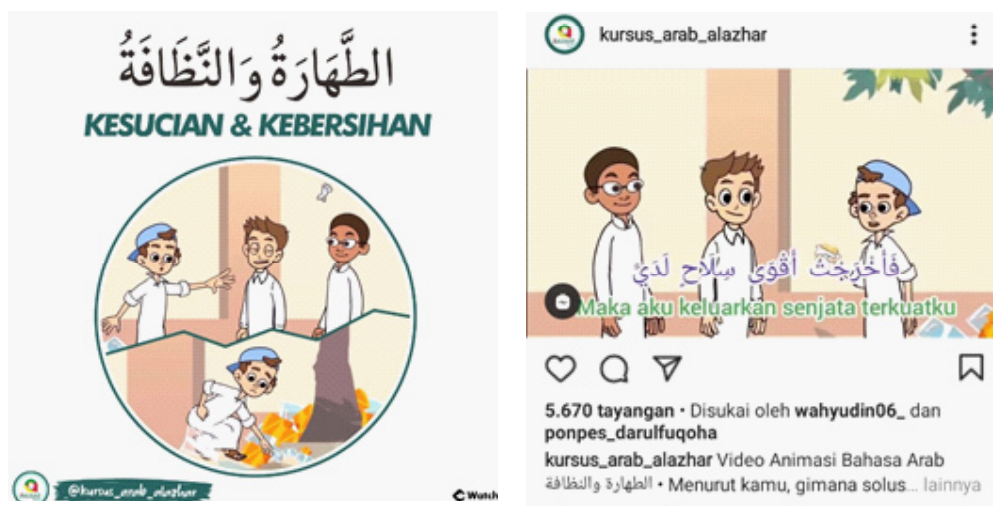 الطَّهَارَةُ وَالنَّظَافَةُ
KESUCIAN & KEBERSIHAN
@kursus_arab_alazhar
Watch
kursus_arab_alazhar
فَأَخْرَجْتُ أَقْوَى سِلَاحٍ لَدَيَّ
Maka aku keluarkan senjata terkuatku
5.670 tayangan • Disukai oleh wahyudin06_ dan
ponpes_darulfuqoha
kursus_arab_alazhar Video Animasi Bahasa Arab
الطهارة والنظافة • Menurut kamu, gimana solus... lainnya